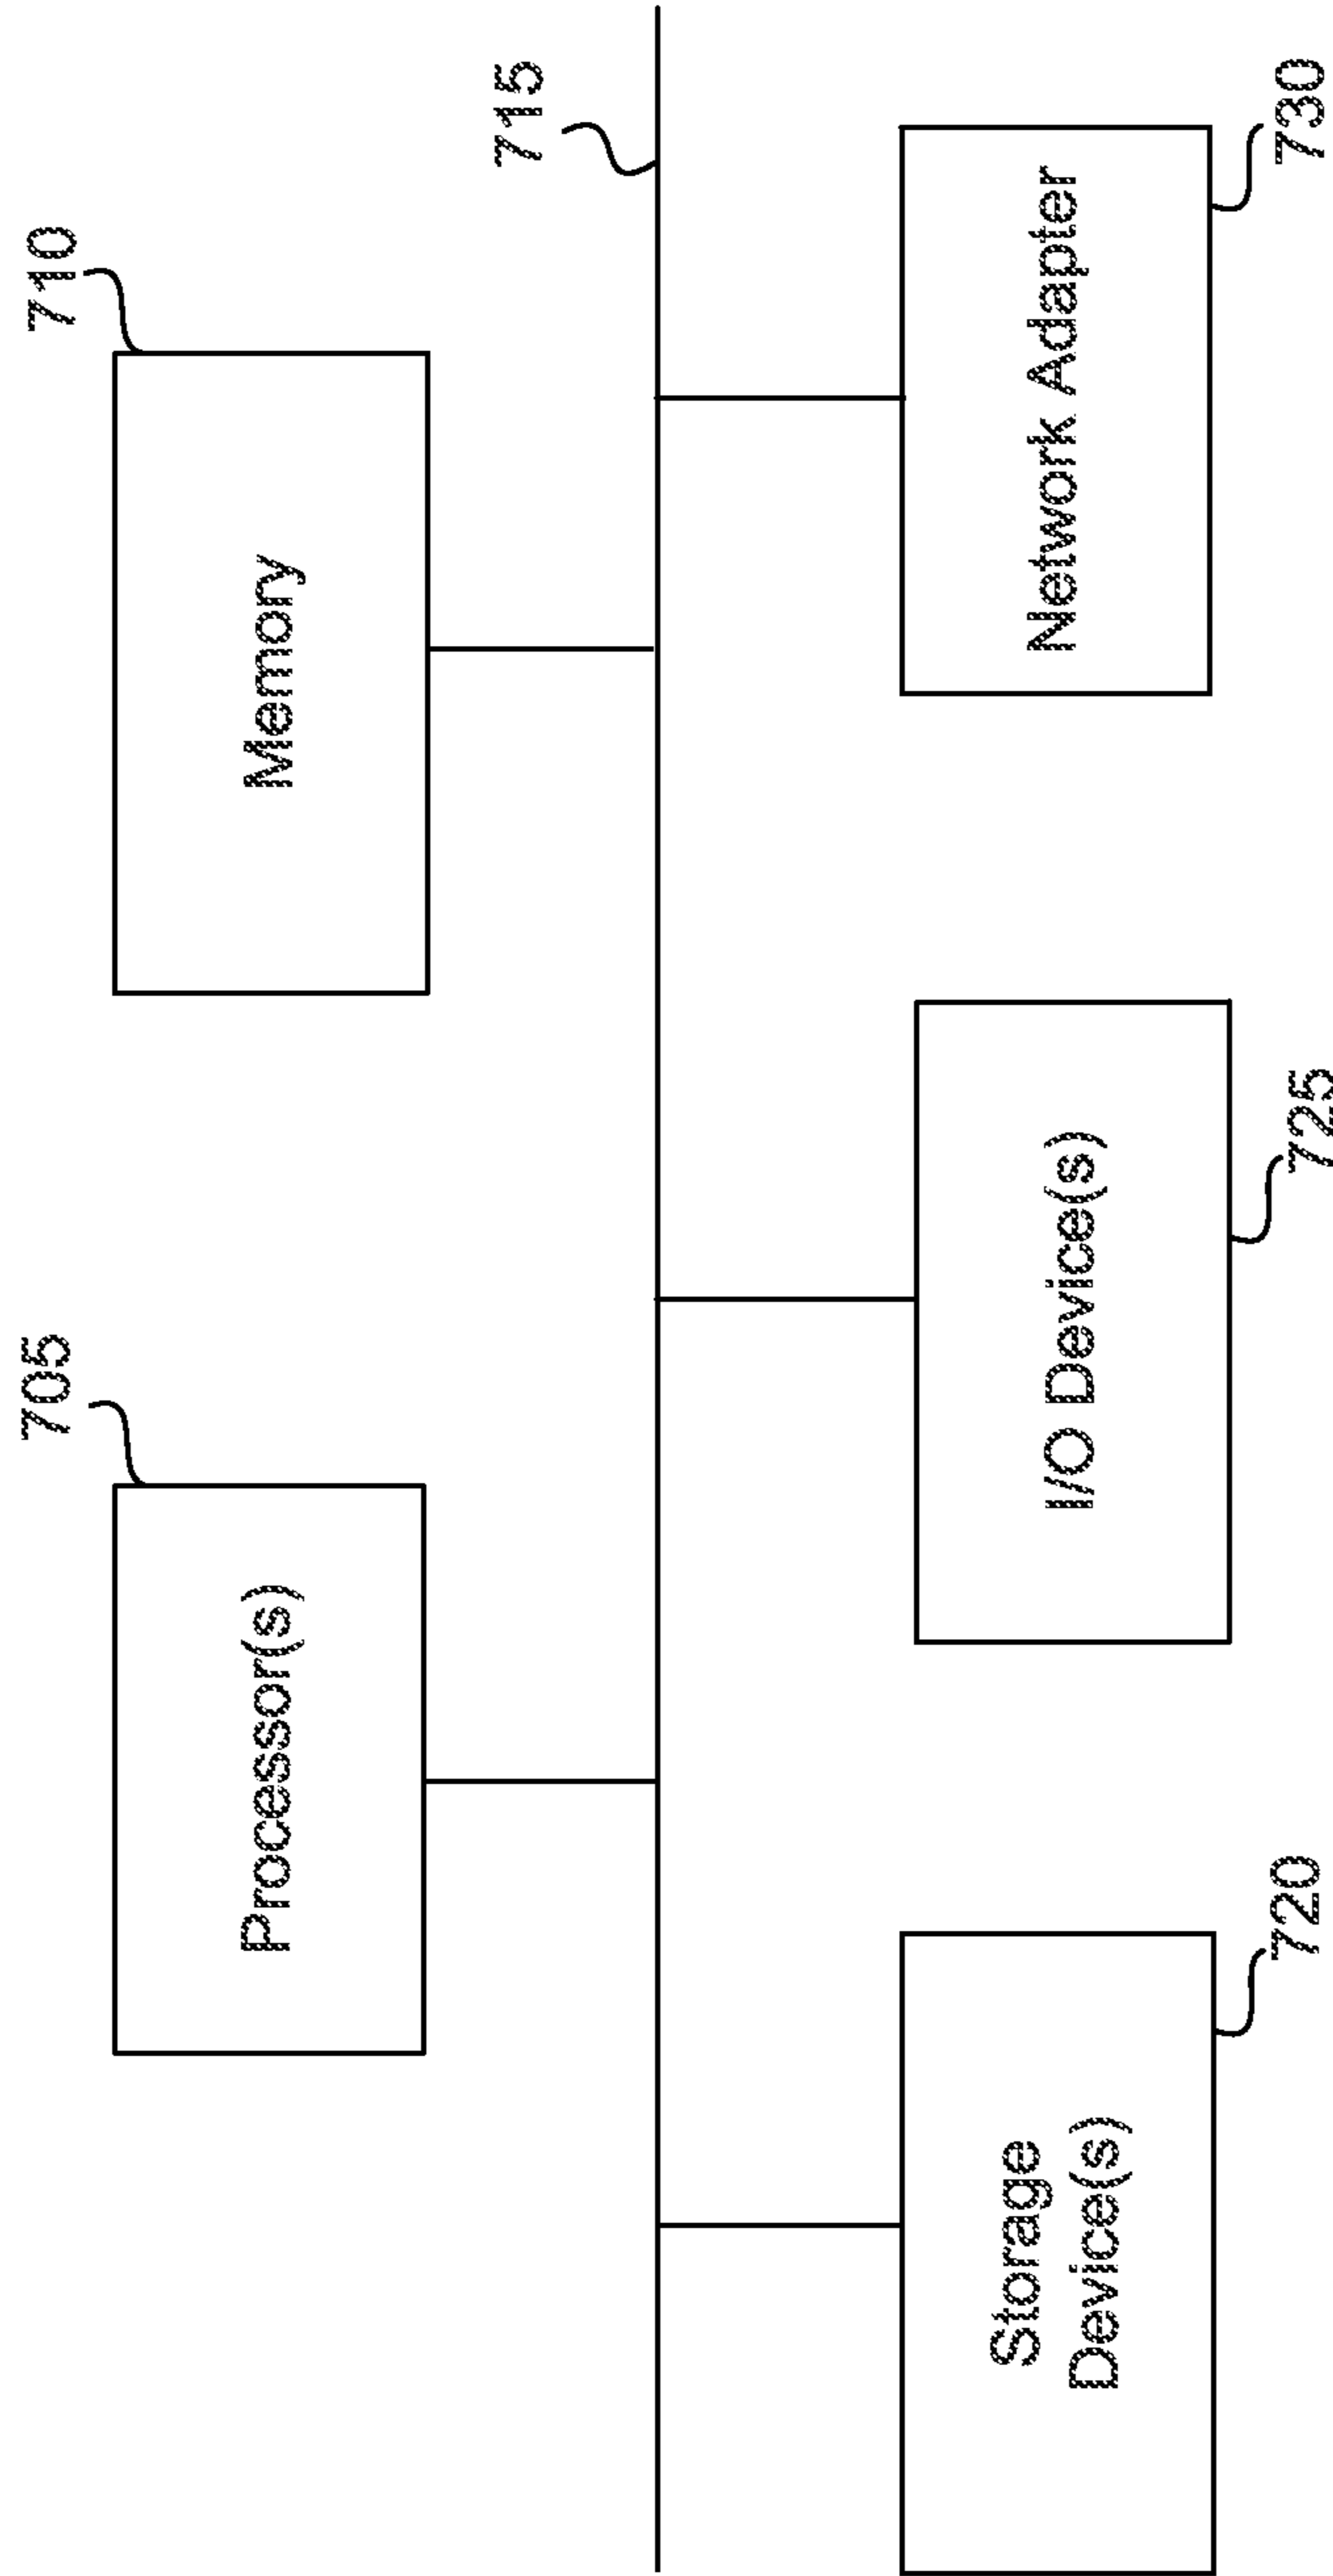 705
710
Processor(s)
Memory
715
Storage
Device(s)
I/O Device(s)
Network Adapter
720
725
730